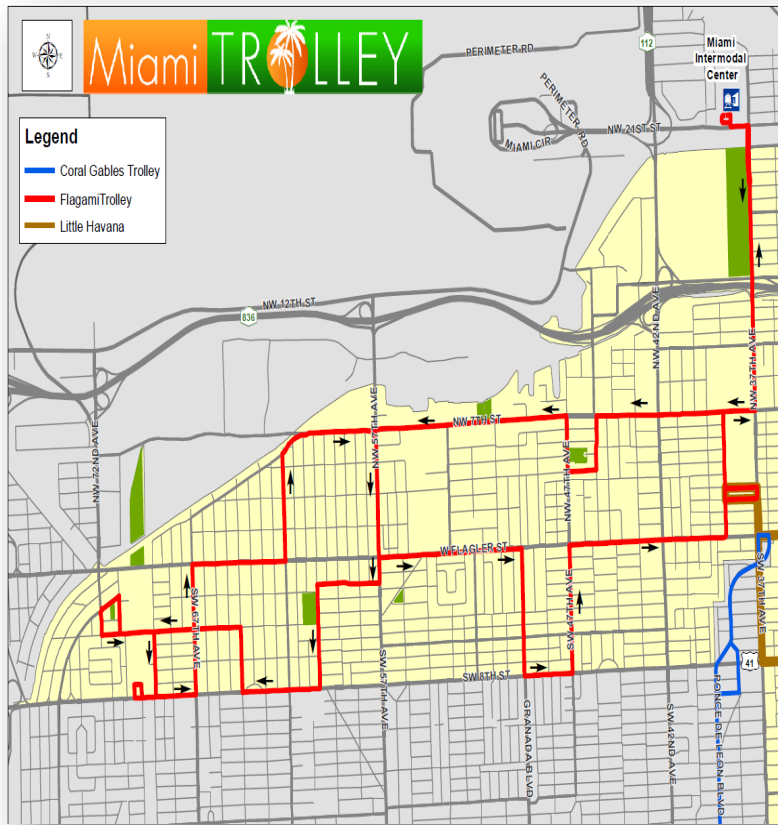 N
W
E
S
Miami TROLLEY
Legend
Coral Gables Trolley
FlagamiTrolley
Little Havana
PERIMETER RD
112
Miami
Intermodal
Center
PERIMETER RD
NW 21ST ST
MIAMI CIR
NW 12TH ST
836
NW 42ND AVE
NW 37TH AVE
NW 57TH AVE
NW 7TH ST
NW 72ND AVE
NW 47TH AVE
W FLAGLER ST
SW 67TH AVE
SW 47TH AVE
SW 37TH AVE
SW 57TH AVE
SW 8TH ST
41
GRANADA BLVD
SW 42ND AVE
PONCE DE LEON BLVD